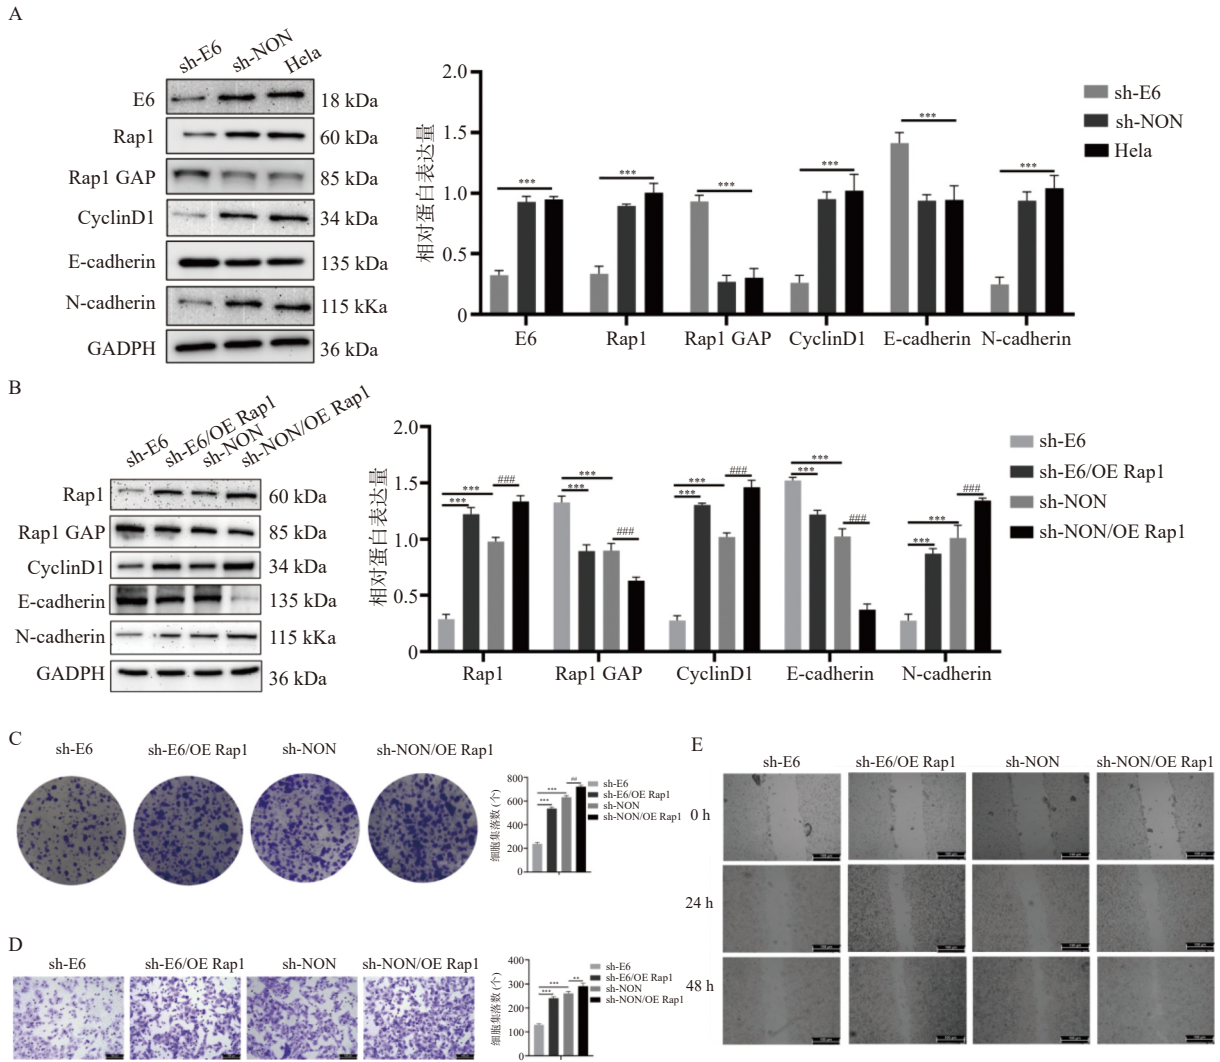 A
sh-E6 sh-NON Hela
E6 18 kDa
Rap1 60 kDa
Rap1 GAP 85 kDa
CyclinD1 34 kDa
E-cadherin 135 kDa
N-cadherin 115 kKa
GADPH 36 kDa
相对蛋白表达量
2.0
1.5
1.0
0.5
0
*** *** *** *** *** ***
E6 Rap1 Rap1 GAP CyclinD1 E-cadherin N-cadherin
sh-E6
sh-NON
Hela
B
sh-E6 sh-E6/OE Rap1 sh-NON sh-NON/OE Rap1
Rap1 60 kDa
Rap1 GAP 85 kDa
CyclinD1 34 kDa
E-cadherin 135 kDa
N-cadherin 115 kKa
GADPH 36 kDa
相对蛋白表达量
2.0
1.5
1.0
0.5
0
*** *** ###
*** *** ###
*** *** ###
*** *** ###
*** *** ###
Rap1 Rap1 GAP CyclinD1 E-cadherin N-cadherin
sh-E6
sh-E6/OE Rap1
sh-NON
sh-NON/OE Rap1
C
sh-E6 sh-E6/OE Rap1 sh-NON sh-NON/OE Rap1
细胞集落数 (个)
800
600
400
200
0
*** *** ##
sh-E6
sh-E6/OE Rap1
sh-NON
sh-NON/OE Rap1
D
sh-E6 sh-E6/OE Rap1 sh-NON sh-NON/OE Rap1
细胞集落数 (个)
400
300
200
100
0
*** *** **
sh-E6
sh-E6/OE Rap1
sh-NON
sh-NON/OE Rap1
E
sh-E6 sh-E6/OE Rap1 sh-NON sh-NON/OE Rap1
0 h
24 h
48 h